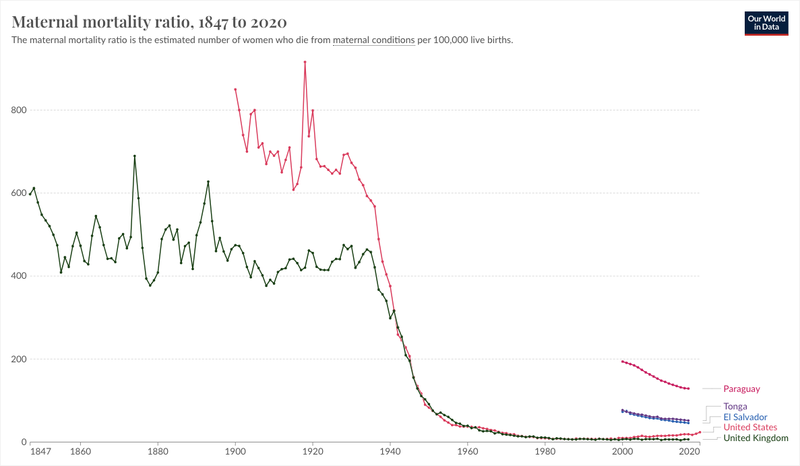 Maternal mortality ratio, 1847 to 2020
Our World
in Data
The maternal mortality ratio is the estimated number of women who die from maternal conditions per 100,000 live births.
800
600
400
200
0
Paraguay
Tonga
El Salvador
United States
United Kingdom
1847
1860
1880
1900
1920
1940
1960
1980
2000
2020